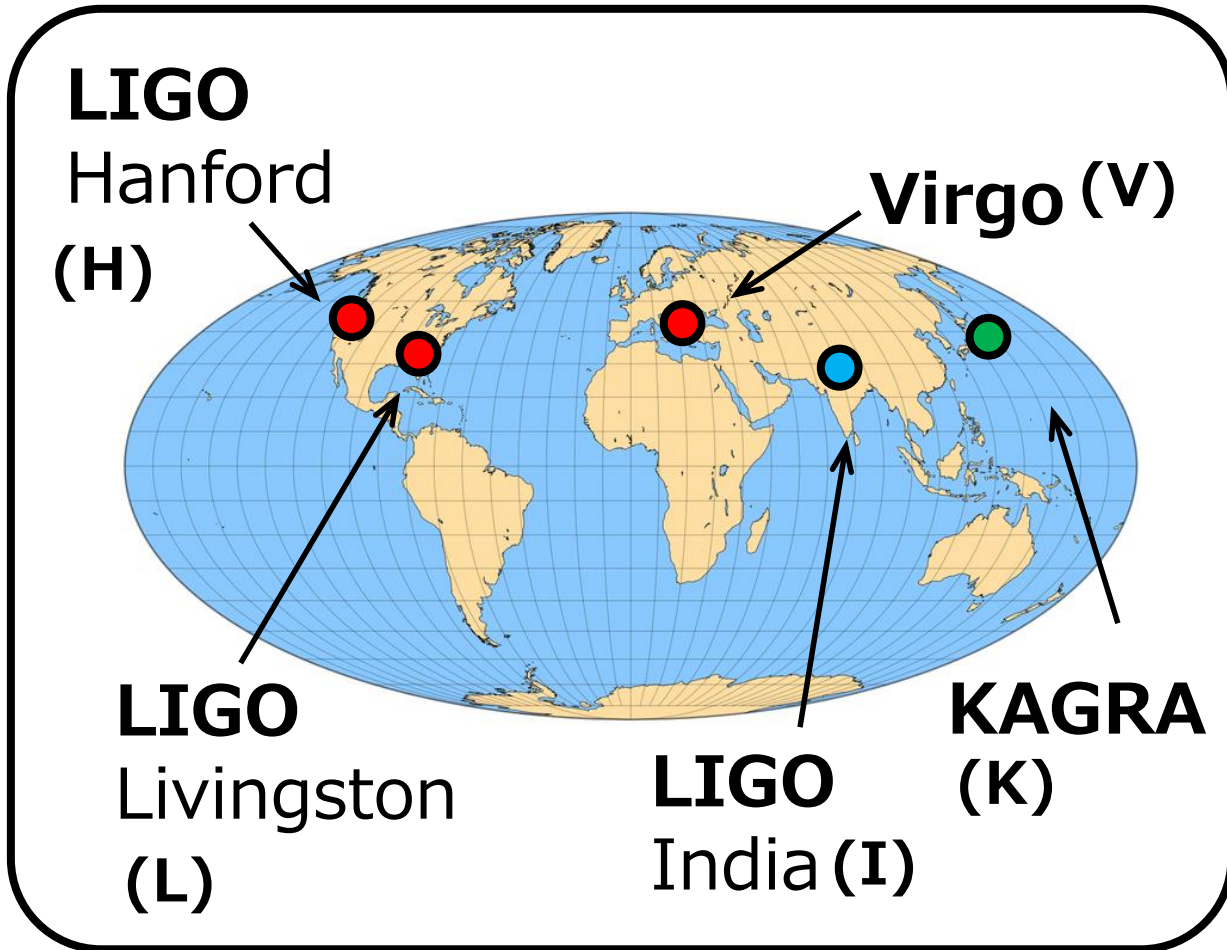 LIGO
Hanford
(H)
Virgo (V)
LIGO
Livingston
(L)
LIGO
India (I)
KAGRA
(K)